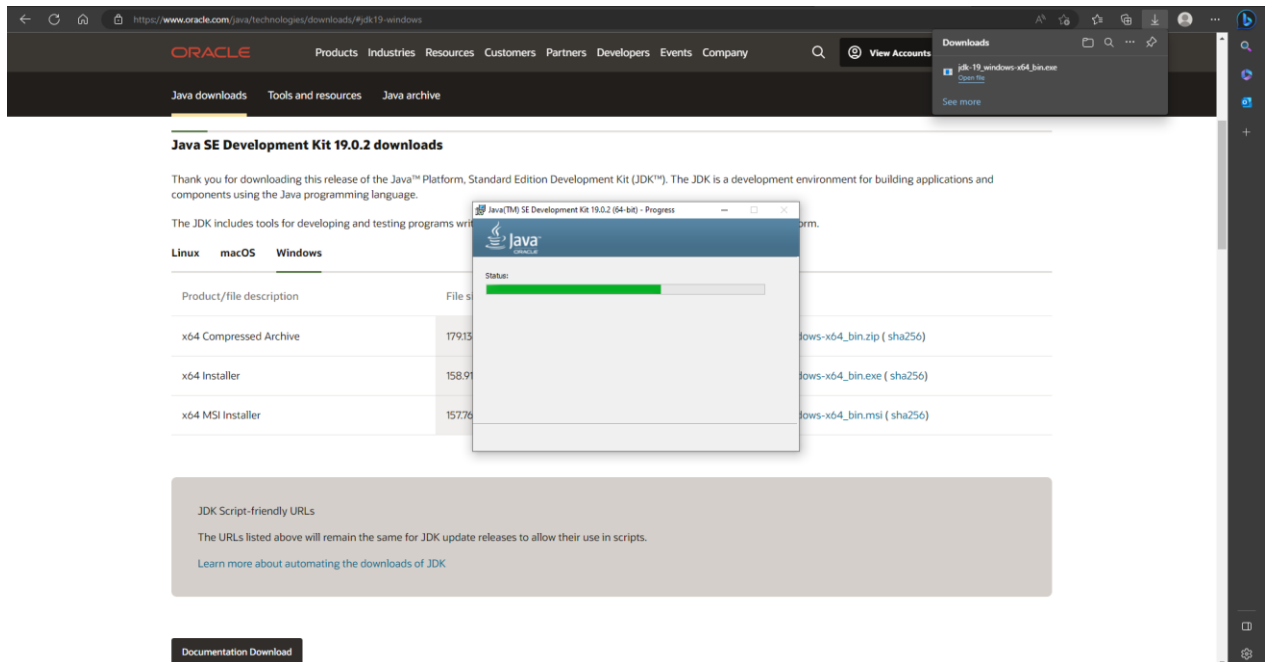 https://www.oracle.com/java/technologies/downloads/#jdk19-windows
ORACLE
Products Industries Resources Customers Partners Developers Events Company
View Accounts
Downloads
jdk-19_windows-x64_bin.exe
Open file
See more
Java downloads Tools and resources Java archive
Java SE Development Kit 19.0.2 downloads
Thank you for downloading this release of the Java™ Platform, Standard Edition Development Kit (JDK™). The JDK is a development environment for building applications and
components using the Java programming language.
The JDK includes tools for developing and testing programs
Linux macOS Windows
Java(TM) SE Development Kit 19.0.2 (64-bit) - Progress
Java
ORACLE
Status:
Product/file description File
x64 Compressed Archive 179.13 dows-x64_bin.zip ( sha256)
x64 Installer 158.91 dows-x64_bin.exe ( sha256)
x64 MSI Installer 157.76 dows-x64_bin.msi ( sha256)
JDK Script-friendly URLs
The URLs listed above will remain the same for JDK update releases to allow their use in scripts.
Learn more about automating the downloads of JDK
Documentation Download